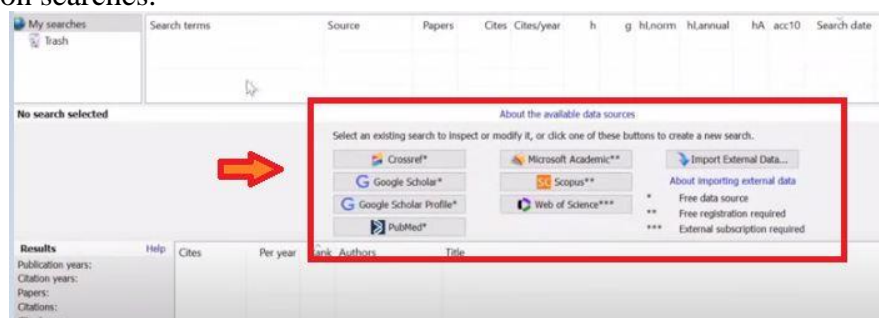 on searches.
My searches
Trash
Search terms Source Papers Cites Cites/year h g hI,norm hI,annual hA acc10 Search date
No search selected
About the available data sources
Select an existing search to inspect or modify it, or click one of these buttons to create a new search.
Crossref* Microsoft Academic** Import External Data...
Google Scholar* Scopus** About importing external data
Google Scholar Profile* Web of Science*** * Free data source
PubMed* ** Free registration required
*** External subscription required
Results Help Cites Per year Rank Authors Title
Publication years:
Citation years:
Papers:
Citations: